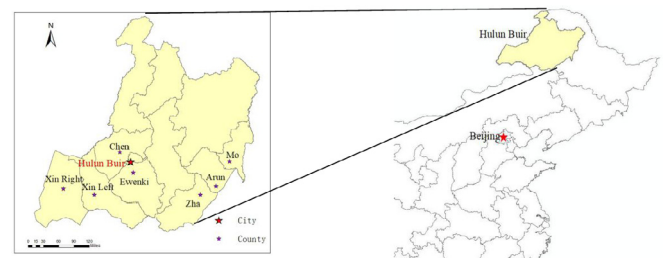 N
Hulun Buir
Chen
Hulun Buir
Mo
Beijing
Xin Right
Xin Left
Ewenki
Arun
Zha
City
County